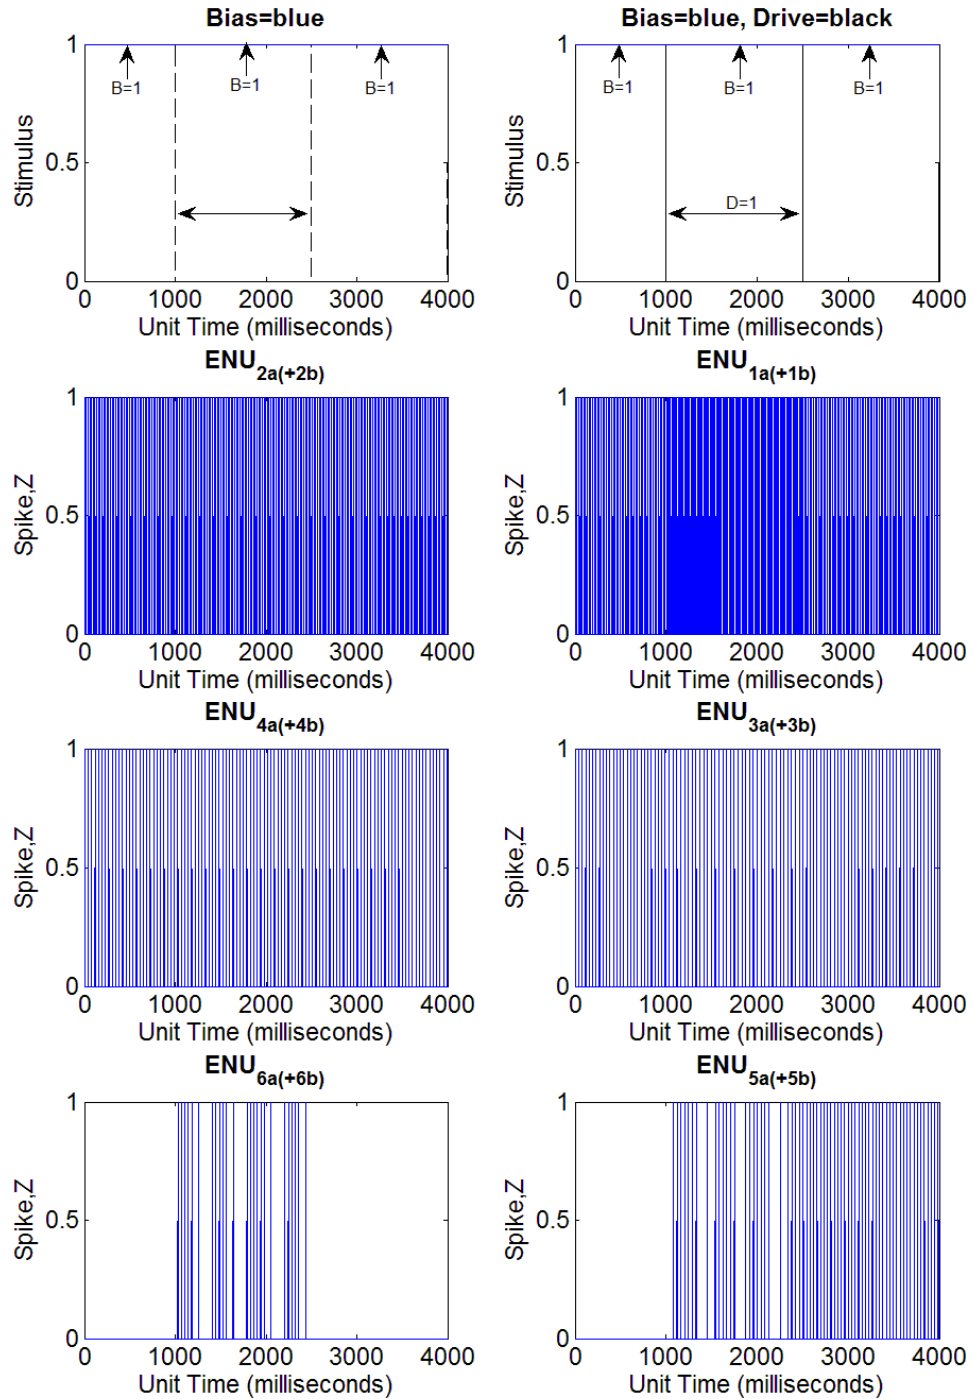 Bias=blue
1
B=1
B=1
B=1
Stimulus
0.5
0
0 1000 2000 3000 4000
Unit Time (milliseconds)
Bias=blue, Drive=black
1
B=1
B=1
B=1
Stimulus
0.5
D=1
0
0 1000 2000 3000 4000
Unit Time (milliseconds)
ENU2a(+2b)
1
Spike,Z
0.5
0
0 1000 2000 3000 4000
Unit Time (milliseconds)
ENU1a(+1b)
1
Spike,Z
0.5
0
0 1000 2000 3000 4000
Unit Time (milliseconds)
ENU4a(+4b)
1
Spike,Z
0.5
0
0 1000 2000 3000 4000
Unit Time (milliseconds)
ENU3a(+3b)
1
Spike,Z
0.5
0
0 1000 2000 3000 4000
Unit Time (milliseconds)
ENU6a(+6b)
1
Spike,Z
0.5
0
0 1000 2000 3000 4000
Unit Time (milliseconds)
ENU5a(+5b)
1
Spike,Z
0.5
0
0 1000 2000 3000 4000
Unit Time (milliseconds)